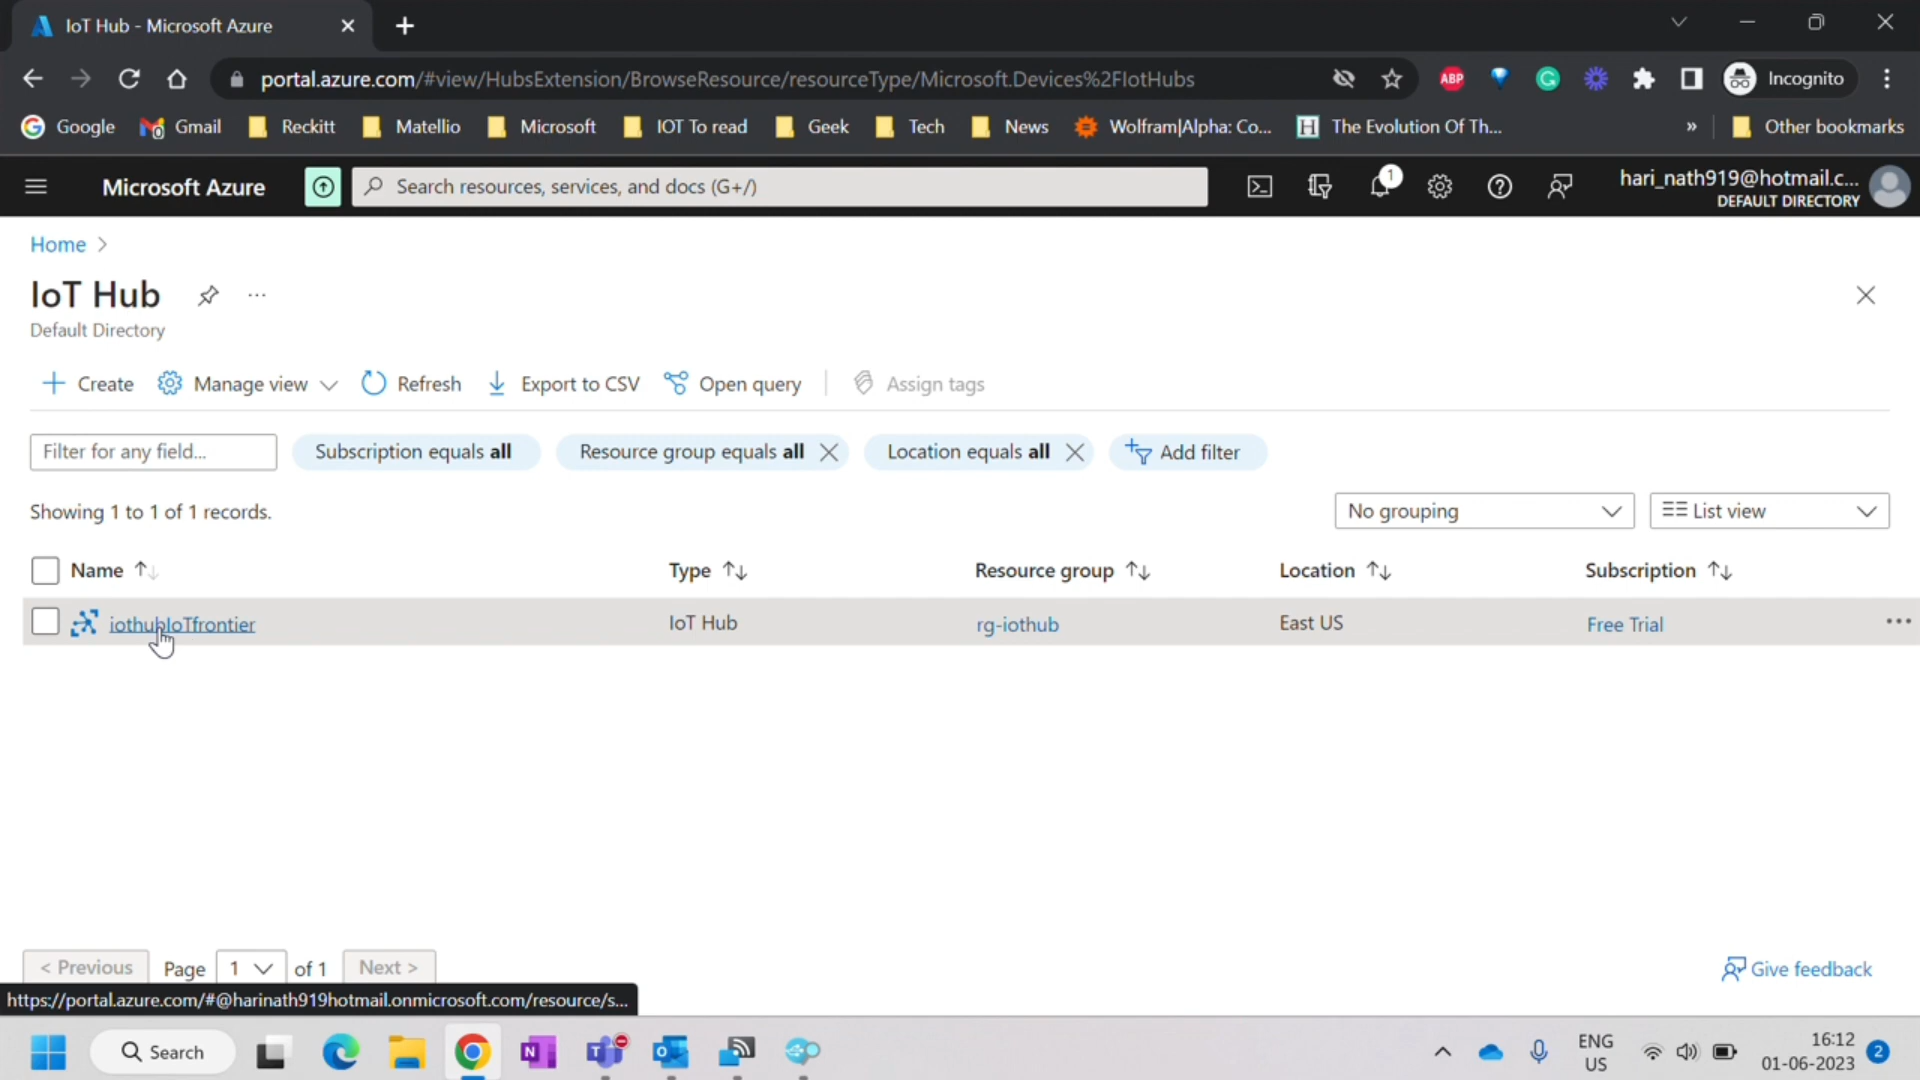 IoT Hub - Microsoft Azure
portal.azure.com/#view/HubsExtension/BrowseResource/resourceType/Microsoft.Devices%2FIotHubs
ABP
Incognito
Google
Gmail
Reckitt
Matellio
Microsoft
IOT To read
Geek
Tech
News
Wolfram|Alpha: Co...
The Evolution Of Th...
»
Other bookmarks
Microsoft Azure
Search resources, services, and docs (G+/)
1
hari_nath919@hotmail.c...
DEFAULT DIRECTORY
Home >
IoT Hub
...
Default Directory
Create
Manage view
Refresh
Export to CSV
Open query
Assign tags
Filter for any field...
Subscription equals all
Resource group equals all
Location equals all
Add filter
Showing 1 to 1 of 1 records.
No grouping
List view
Name
Type
Resource group
Location
Subscription
iothubIoTfrontier
IoT Hub
rg-iothub
East US
Free Trial
...
< Previous
Page
1
of 1
Next >
Give feedback
https://portal.azure.com/#@harinath919hotmail.onmicrosoft.com/resource/s...
Search
ENG
US
16:12
01-06-2023
2